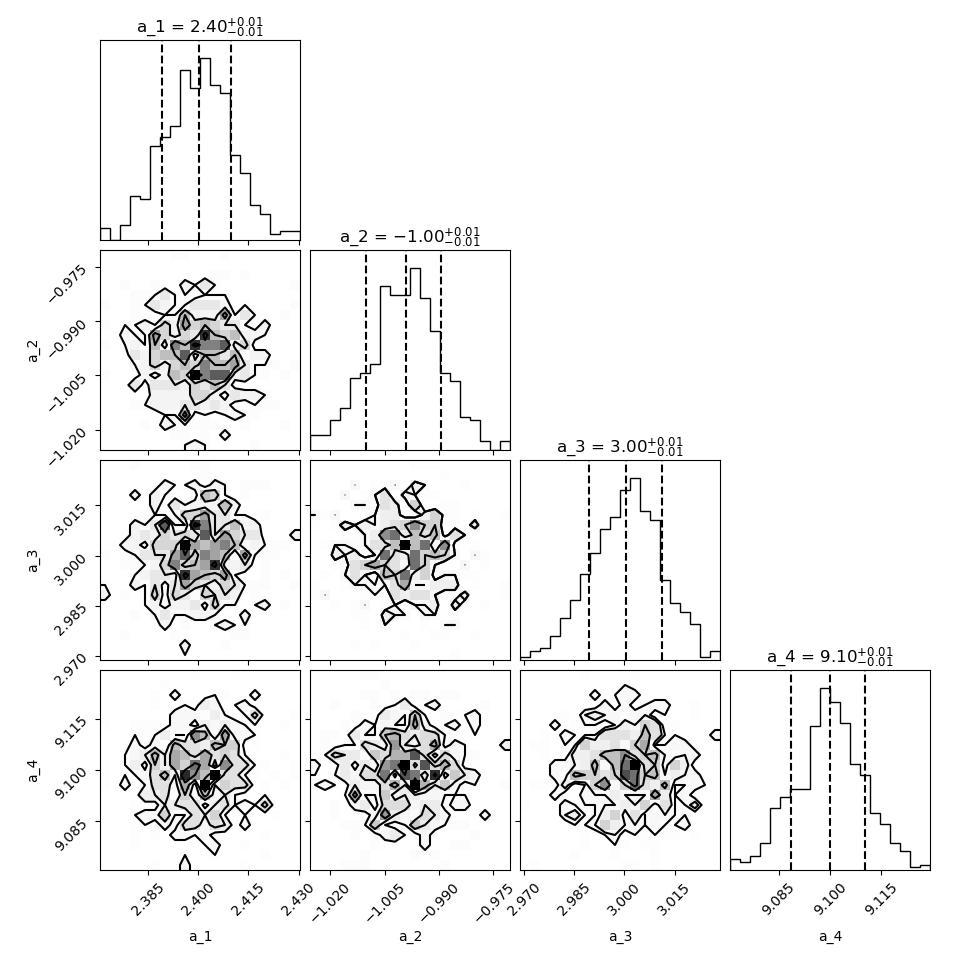 a_1 = 2.40+0.01−0.01
a_2 = −1.00+0.01−0.01
−0.975
−0.990
−1.005
−1.020
a_2
a_3 = 3.00+0.01−0.01
3.015
3.000
2.985
2.970
a_3
a_4 = 9.10+0.01−0.01
9.115
9.100
9.085
a_4
2.385 2.400 2.415 2.430
−1.020 −1.005 −0.990 −0.975
2.970 2.985 3.000 3.015
9.085 9.100 9.115
a_1 a_2 a_3 a_4